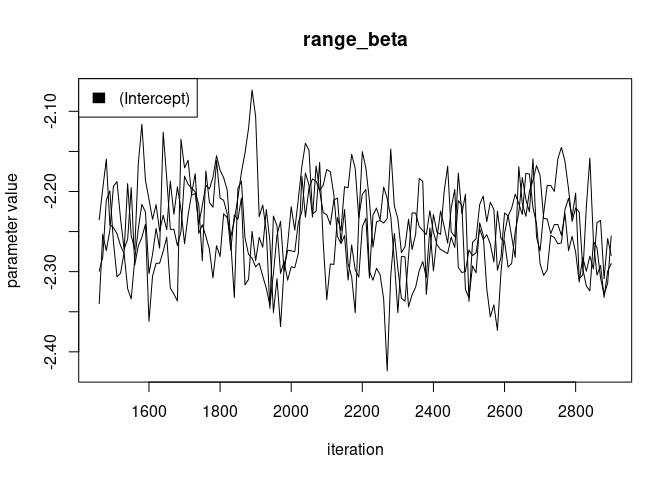 range_beta
(Intercept)
parameter value
-2.10
-2.20
-2.30
-2.40
1600 1800 2000 2200 2400 2600 2800
iteration